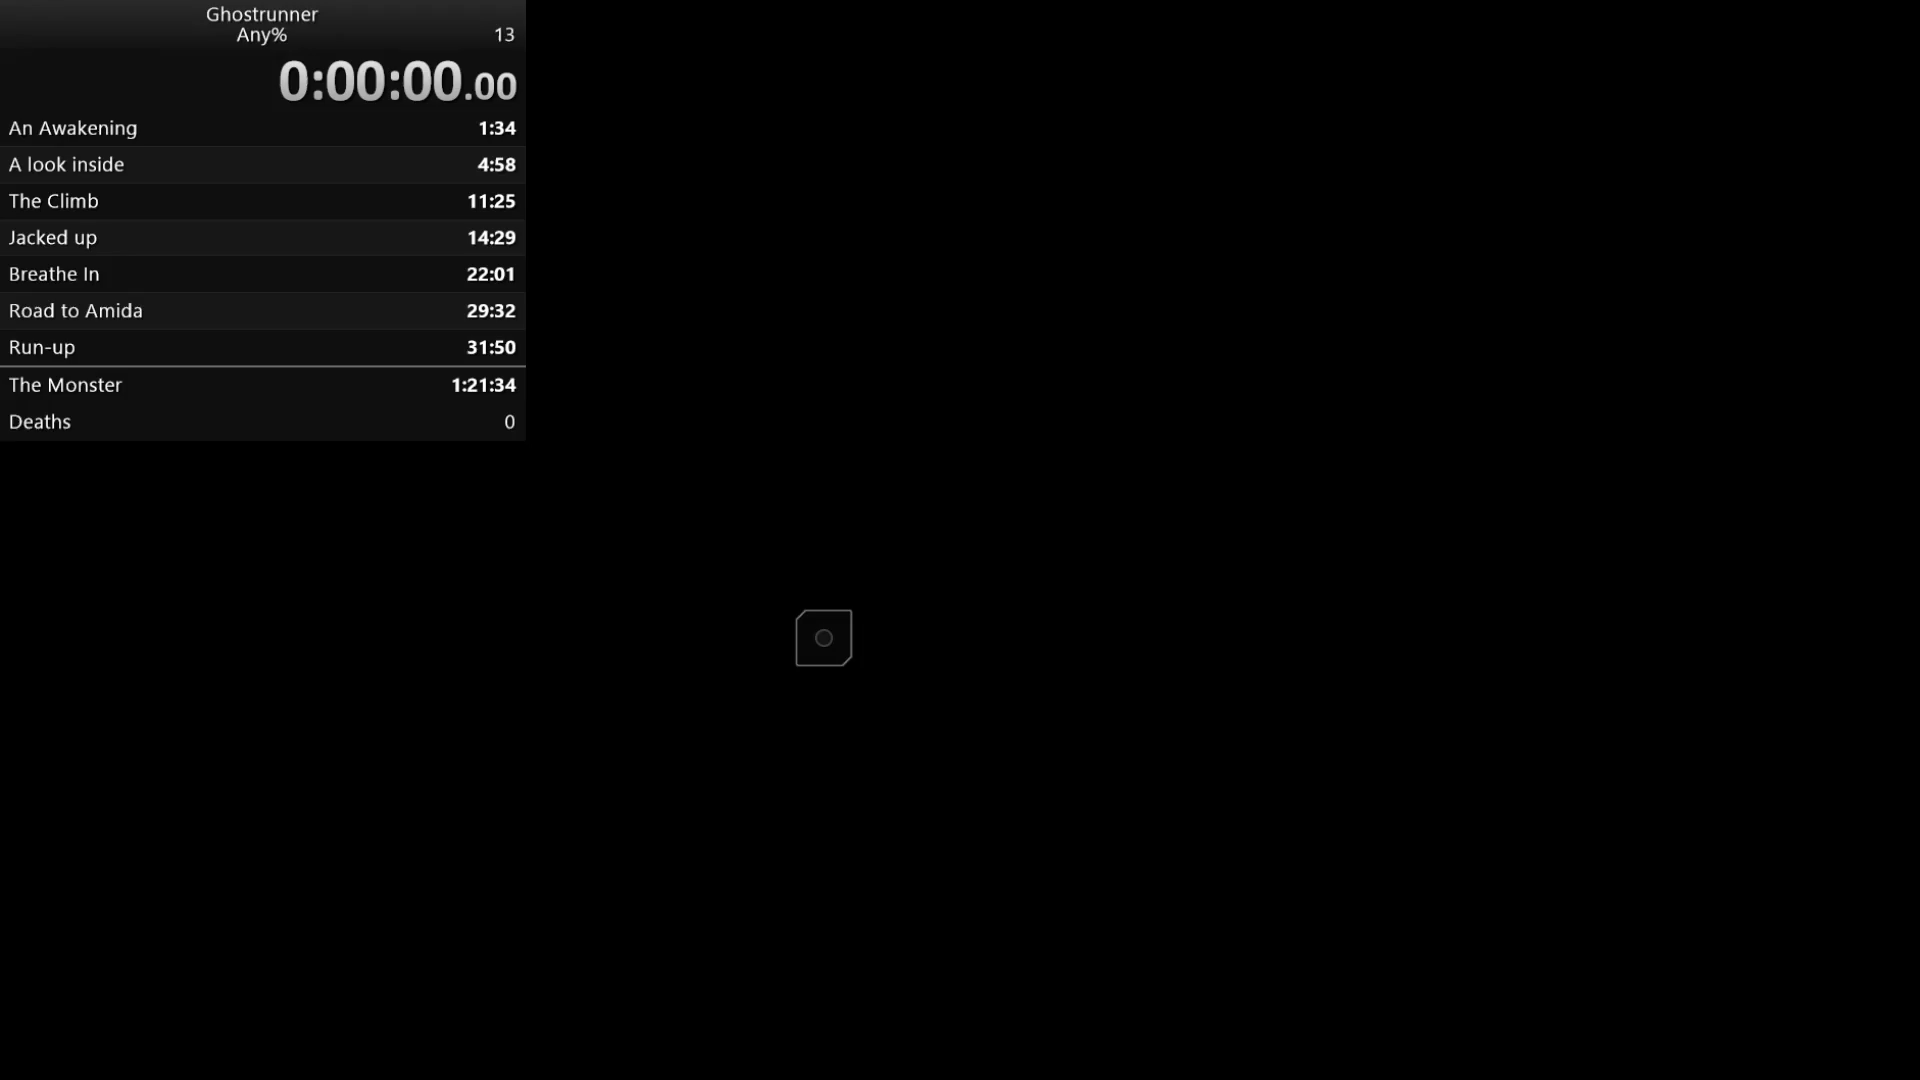 Ghostrunner
Any% 13
0:00:00.00
An Awakening 1:34
A look inside 4:58
The Climb 11:25
Jacked up 14:29
Breathe In 22:01
Road to Amida 29:32
Run-up 31:50
The Monster 1:21:34
Deaths 0